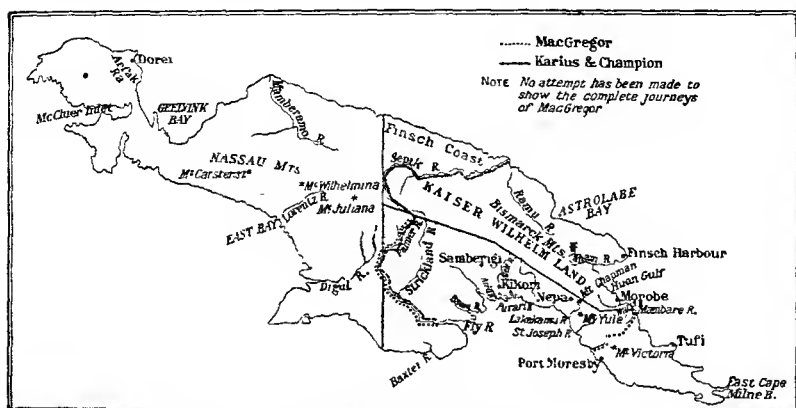 MacGregor
Karius & Champion
NOTE No attempt has been made to
show the complete journeys
of MacGregor
Dorei
Arrak
Ra
McCluer Inlet
GEELVINK
BAY
Mamberamo R.
Finsch Coast
NASSAU Mts
Mt Carstensz
Mt Wilhelmina
Mt Juliana
EAST BAY
Lorentz R.
Sepik R.
KAISER WILHELM LAND
Ramu R.
Bismarck Mts.
ASTROLABE
BAY
Finsch Harbour
Huon Gulf
Mt Chapman
Morobe
Mambare R.
Digul R.
Palmer R.
Strickland R.
Samberigi
Kikori
Purari R.
Nepa
Lakekamu R
St. Joseph R
Mt Yule
Fly R
Baxter R
Port Moresby
Mt Victoria
Tufi
East Cape
Milne B.